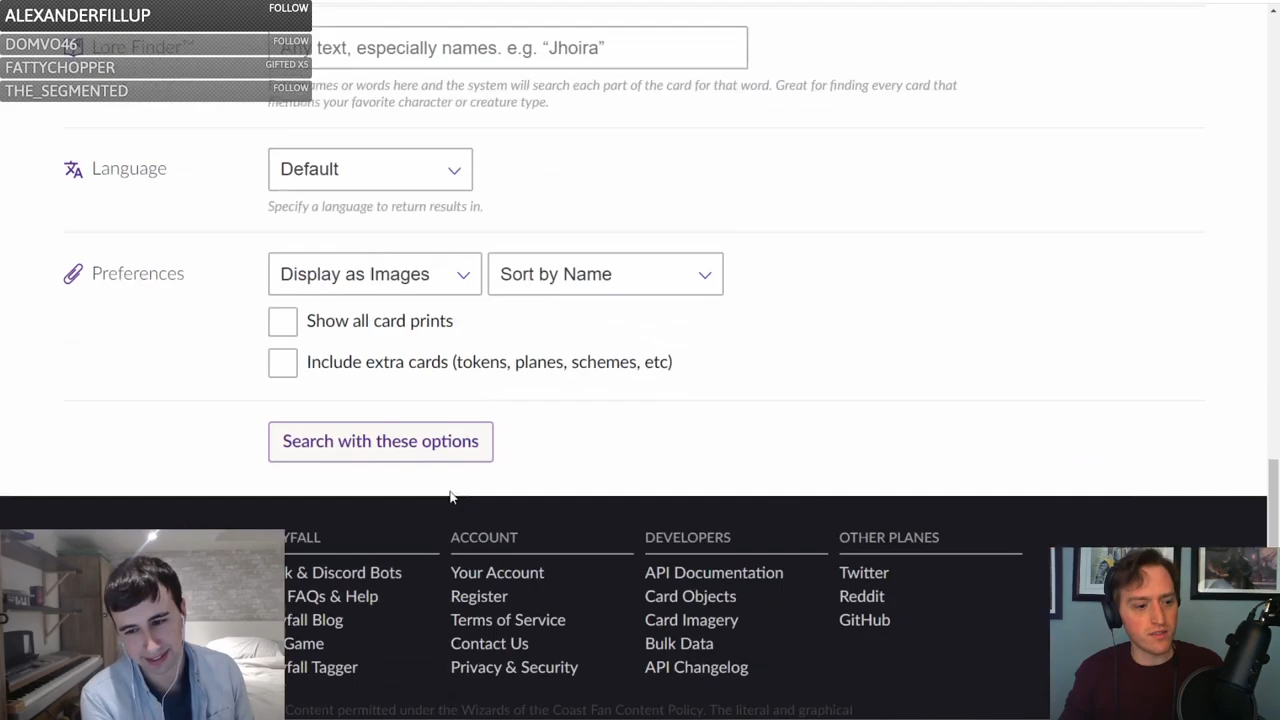 ALEXANDERFILLUP FOLLOW
DOMVO46 FOLLOW
FATTYCHOPPER GIFTED X5
THE_SEGMENTED FOLLOW
Lore Finder™
Any text, especially names. e.g. “Jhoira”
names or words here and the system will search each part of the card for that word. Great for finding every card that
mentions your favorite character or creature type.
Language
Default
Specify a language to return results in.
Preferences
Display as Images
Sort by Name
Show all card prints
Include extra cards (tokens, planes, schemes, etc)
Search with these options
YFALL
k & Discord Bots
FAQs & Help
fall Blog
Game
fall Tagger
ACCOUNT
Your Account
Register
Terms of Service
Contact Us
Privacy & Security
DEVELOPERS
API Documentation
Card Objects
Card Imagery
Bulk Data
API Changelog
OTHER PLANES
Twitter
Reddit
GitHub
Content permitted under the Wizards of the Coast Fan Content Policy. The literal and graphical